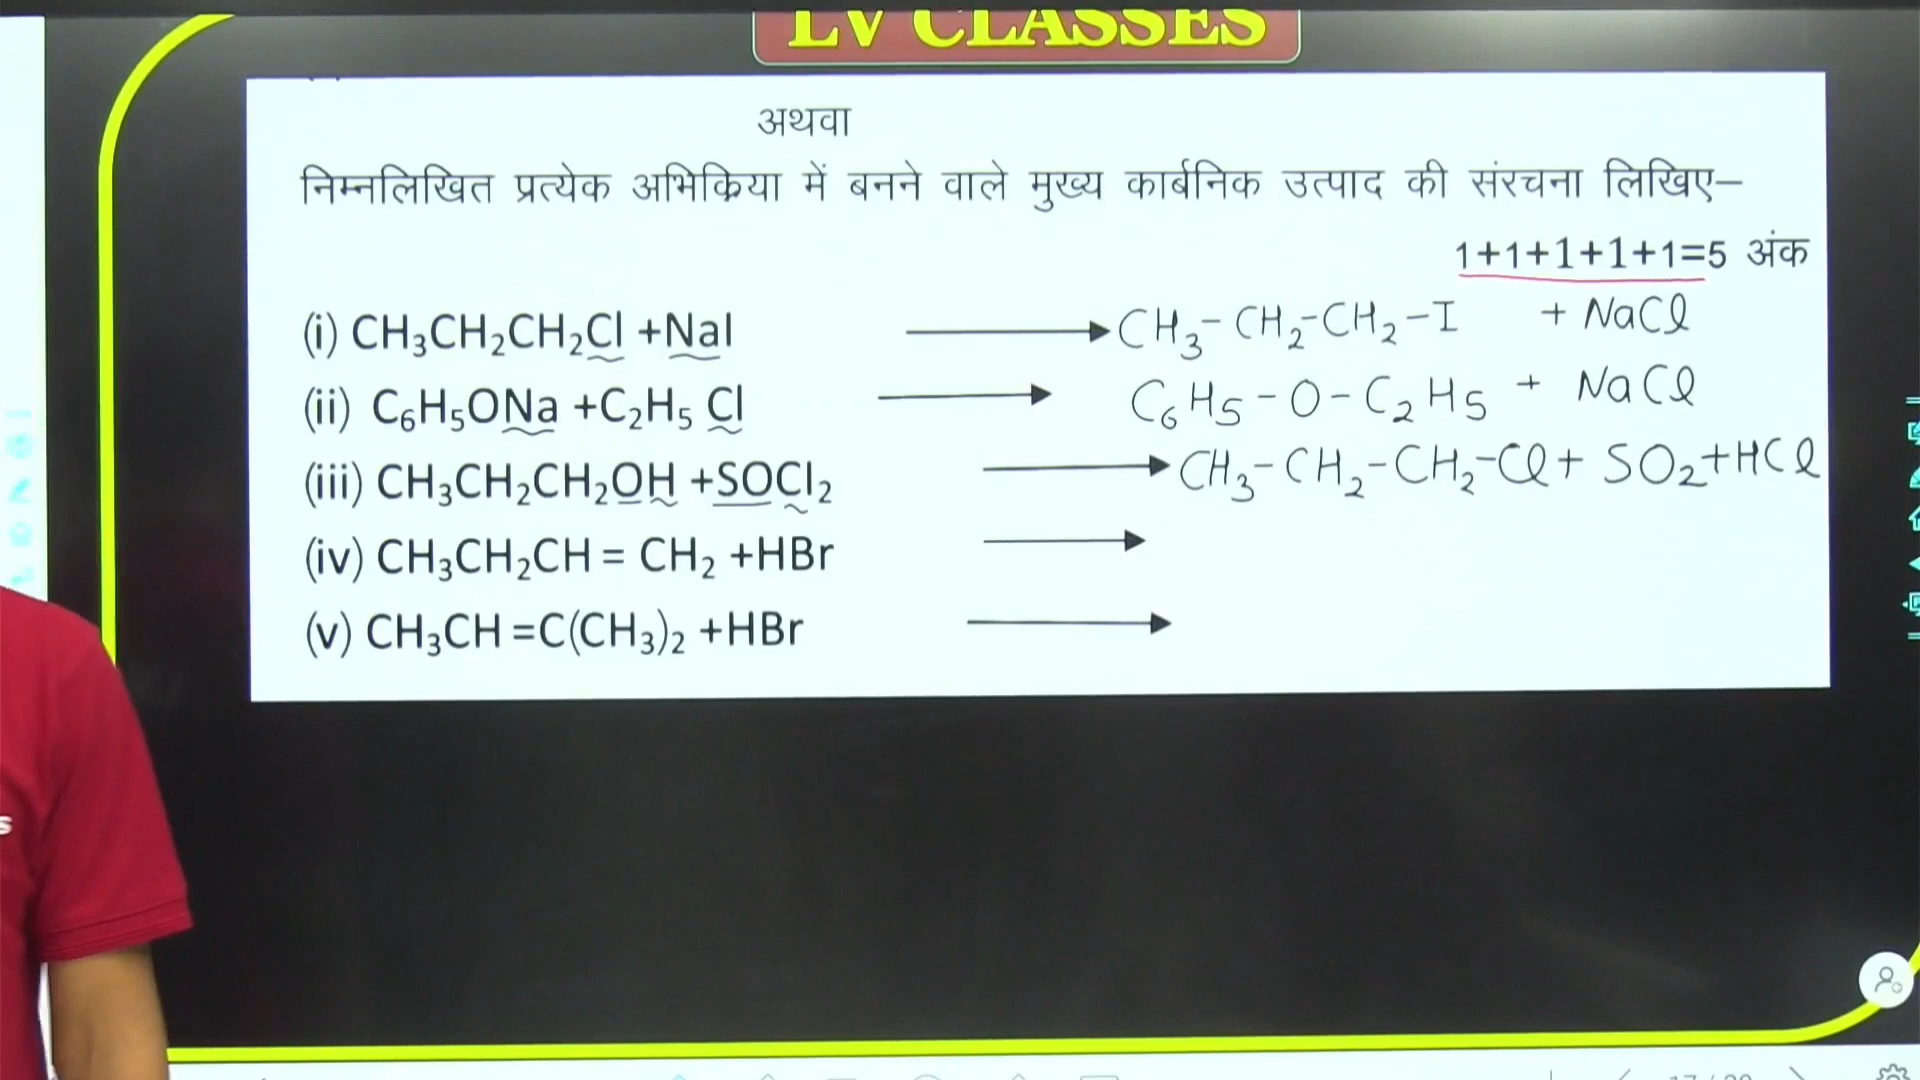 LV CLASSES
अथवा
निम्नलिखित प्रत्येक अभिक्रिया में बनने वाले मुख्य कार्बनिक उत्पाद की संरचना लिखिए–
1+1+1+1+1=5 अंक
(i) CH₃CH₂CH₂Cl +NaI ⟶ CH₃-CH₂-CH₂-I + NaCl
(ii) C₆H₅ONa +C₂H₅ Cl ⟶ C₆H₅-O-C₂H₅ + NaCl
(iii) CH₃CH₂CH₂OH +SOCl₂ ⟶ CH₃-CH₂-CH₂-Cl + SO₂+HCl
(iv) CH₃CH₂CH = CH₂ +HBr ⟶
(v) CH₃CH =C(CH₃)₂ +HBr ⟶
s